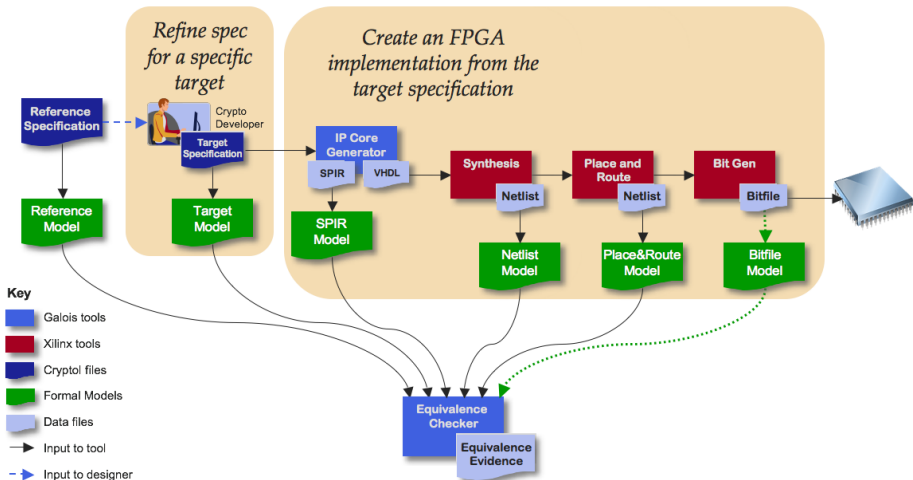 Refine spec
for a specific
target
Create an FPGA
implementation from the
target specification
Reference
Specification
Crypto
Developer
Target
Specification
IP Core
Generator
SPIR
VHDL
Synthesis
Netlist
Place and
Route
Netlist
Bit Gen
Bitfile
Reference
Model
Target
Model
SPIR
Model
Netlist
Model
Place&Route
Model
Bitfile
Model
Key
Galois tools
Xilinx tools
Cryptol files
Formal Models
Data files
Input to tool
Input to designer
Equivalence
Checker
Equivalence
Evidence